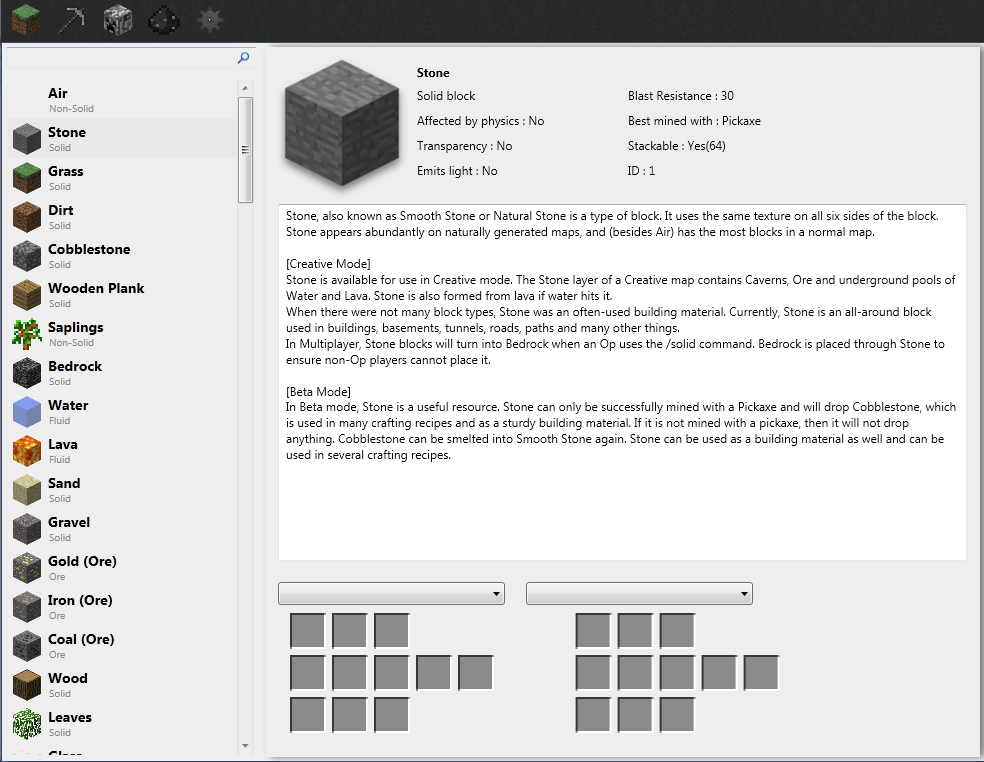 Air
Non-Solid
Stone
Solid
Grass
Solid
Dirt
Solid
Cobblestone
Solid
Wooden Plank
Solid
Saplings
Non-Solid
Bedrock
Solid
Water
Fluid
Lava
Fluid
Sand
Solid
Gravel
Solid
Gold (Ore)
Ore
Iron (Ore)
Ore
Coal (Ore)
Ore
Wood
Solid
Leaves
Solid
Stone
Solid block
Affected by physics : No
Transparency : No
Emits light : No
Blast Resistance : 30
Best mined with : Pickaxe
Stackable : Yes(64)
ID : 1
Stone, also known as Smooth Stone or Natural Stone is a type of block. It uses the same texture on all six sides of the block.
Stone appears abundantly on naturally generated maps, and (besides Air) has the most blocks in a normal map.
[Creative Mode]
Stone is available for use in Creative mode. The Stone layer of a Creative map contains Caverns, Ore and underground pools of
Water and Lava. Stone is also formed from lava if water hits it.
When there were not many block types, Stone was an often-used building material. Currently, Stone is an all-around block
used in buildings, basements, tunnels, roads, paths and many other things.
In Multiplayer, Stone blocks will turn into Bedrock when an Op uses the /solid command. Bedrock is placed through Stone to
ensure non-Op players cannot place it.
[Beta Mode]
In Beta mode, Stone is a useful resource. Stone can only be successfully mined with a Pickaxe and will drop Cobblestone, which
is used in many crafting recipes and as a sturdy building material. If it is not mined with a pickaxe, then it will not drop
anything. Cobblestone can be smelted into Smooth Stone again. Stone can be used as a building material as well and can be
used in several crafting recipes.